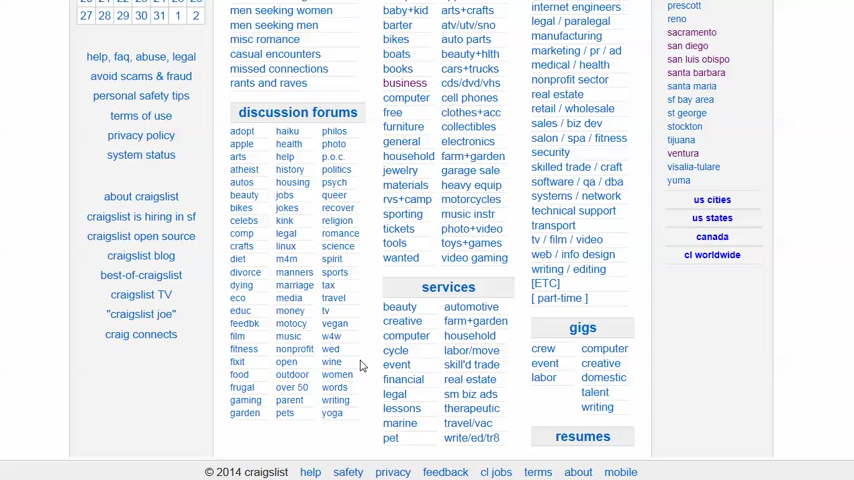 27 28 29 30 31 1 2
help, faq, abuse, legal
avoid scams & fraud
personal safety tips
terms of use
privacy policy
system status
about craigslist
craigslist is hiring in sf
craigslist open source
craigslist blog
best-of-craigslist
craigslist TV
"craigslist joe"
craig connects
men seeking women
men seeking men
misc romance
casual encounters
missed connections
rants and raves
discussion forums
adopt haiku philos
apple health photo
arts help p.o.c.
atheist history politics
autos housing psych
beauty jobs queer
bikes jokes recover
celebs kink religion
comp legal romance
crafts linux science
diet m4m spirit
divorce manners sports
dying marriage tax
eco media travel
educ money tv
feedbk motocy vegan
film music w4w
fitness nonprofit wed
fixit open wine
food outdoor women
frugal over 50 words
gaming parent writing
garden pets yoga
baby+kid arts+crafts
barter atv/utv/sno
bikes auto parts
boats beauty+hlth
books cars+trucks
business cds/dvd/vhs
computer cell phones
free clothes+acc
furniture collectibles
general electronics
household farm+garden
jewelry garage sale
materials heavy equip
rvs+camp motorcycles
sporting music instr
tickets photo+video
tools toys+games
wanted video gaming
services
beauty automotive
creative farm+garden
computer household
cycle labor/move
event skill'd trade
financial real estate
legal sm biz ads
lessons therapeutic
marine travel/vac
pet write/ed/tr8
internet engineers
legal / paralegal
manufacturing
marketing / pr / ad
medical / health
nonprofit sector
real estate
retail / wholesale
sales / biz dev
salon / spa / fitness
security
skilled trade / craft
software / qa / dba
systems / network
technical support
transport
tv / film / video
web / info design
writing / editing
[ETC]
[ part-time ]
gigs
crew computer
event creative
labor domestic
talent
writing
resumes
prescott
reno
sacramento
san diego
san luis obispo
santa barbara
santa maria
sf bay area
st george
stockton
tijuana
ventura
visalia-tulare
yuma
us cities
us states
canada
cl worldwide
© 2014 craigslist help safety privacy feedback cl jobs terms about mobile